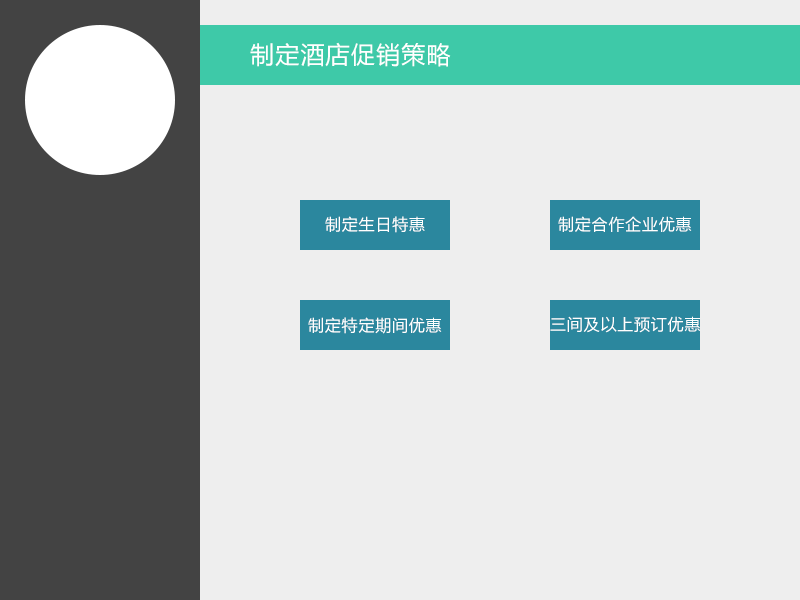 制定酒店促销策略
制定生日特惠
制定合作企业优惠
制定特定期间优惠
三间及以上预订优惠